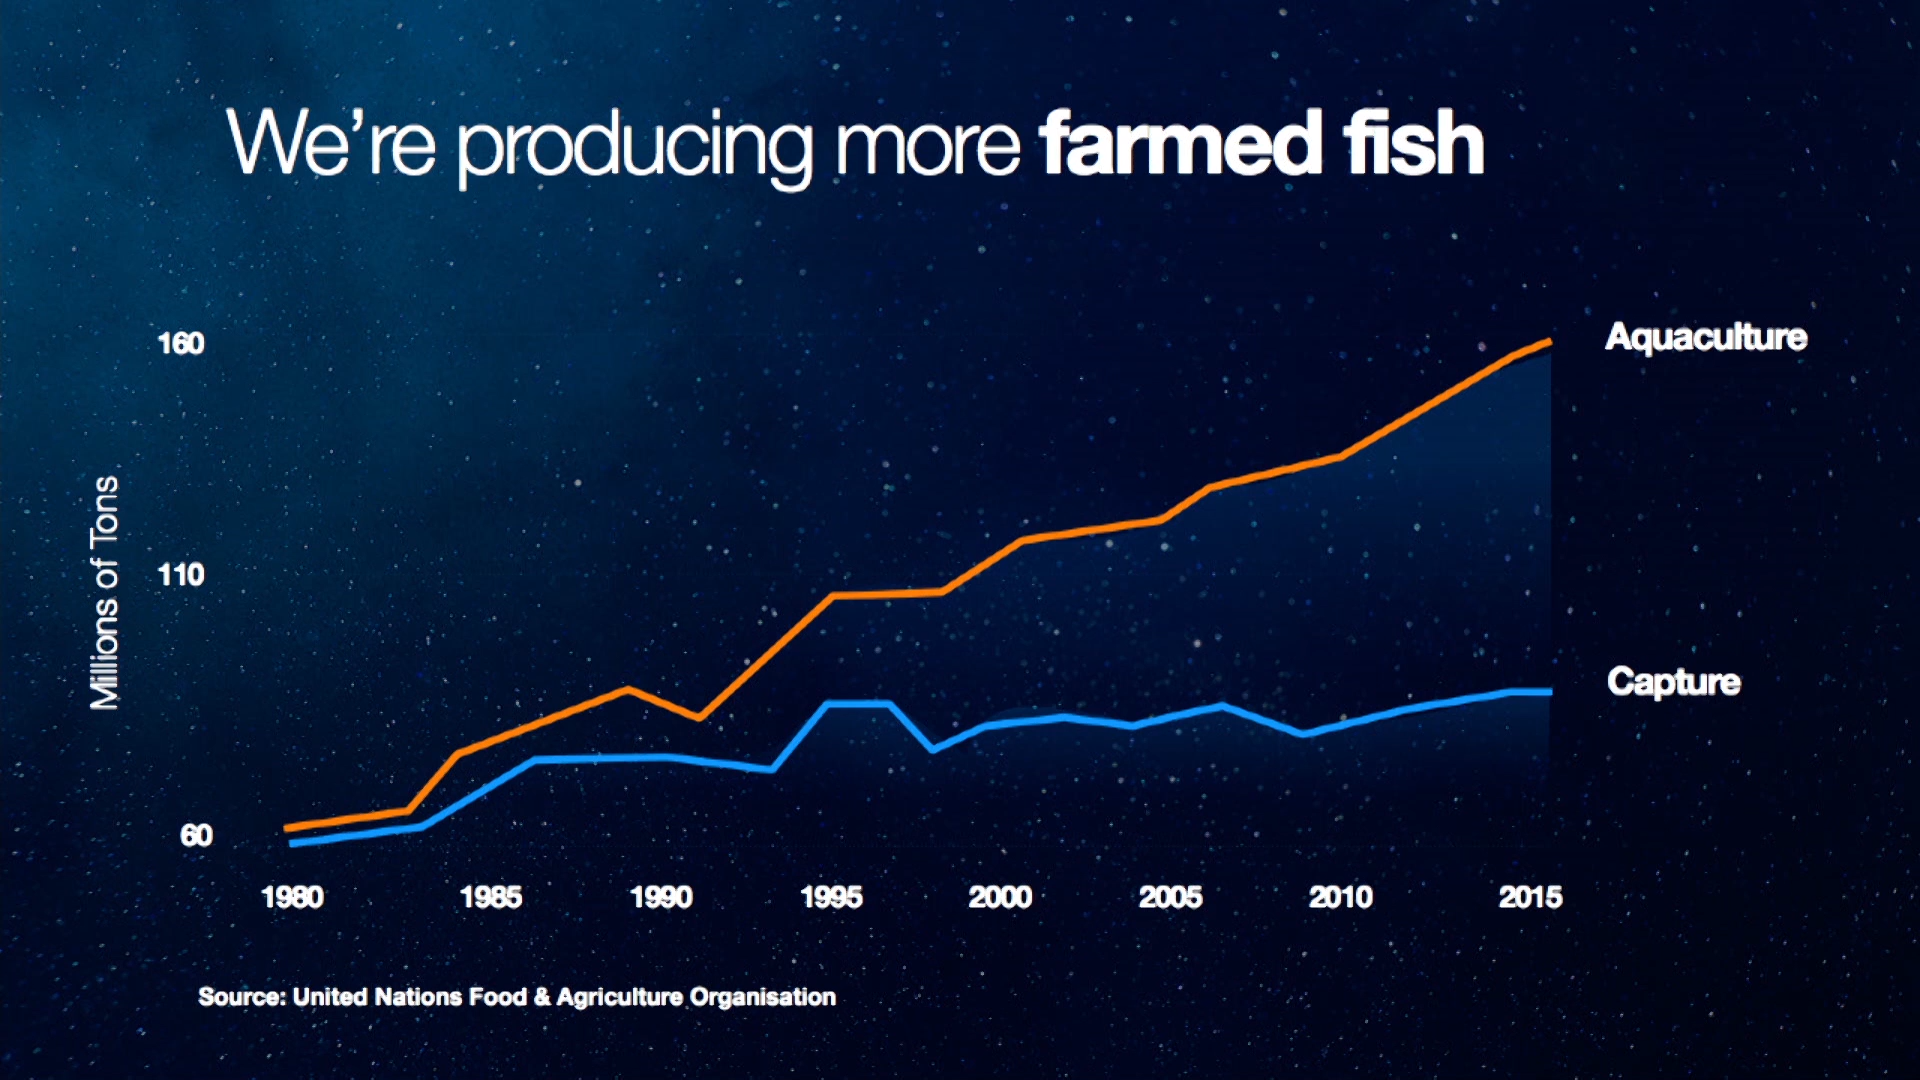 We're producing more farmed fish
160
Aquaculture
Millions of Tons
110
Capture
60
1980 1985 1990 1995 2000 2005 2010 2015
Source: United Nations Food & Agriculture Organisation